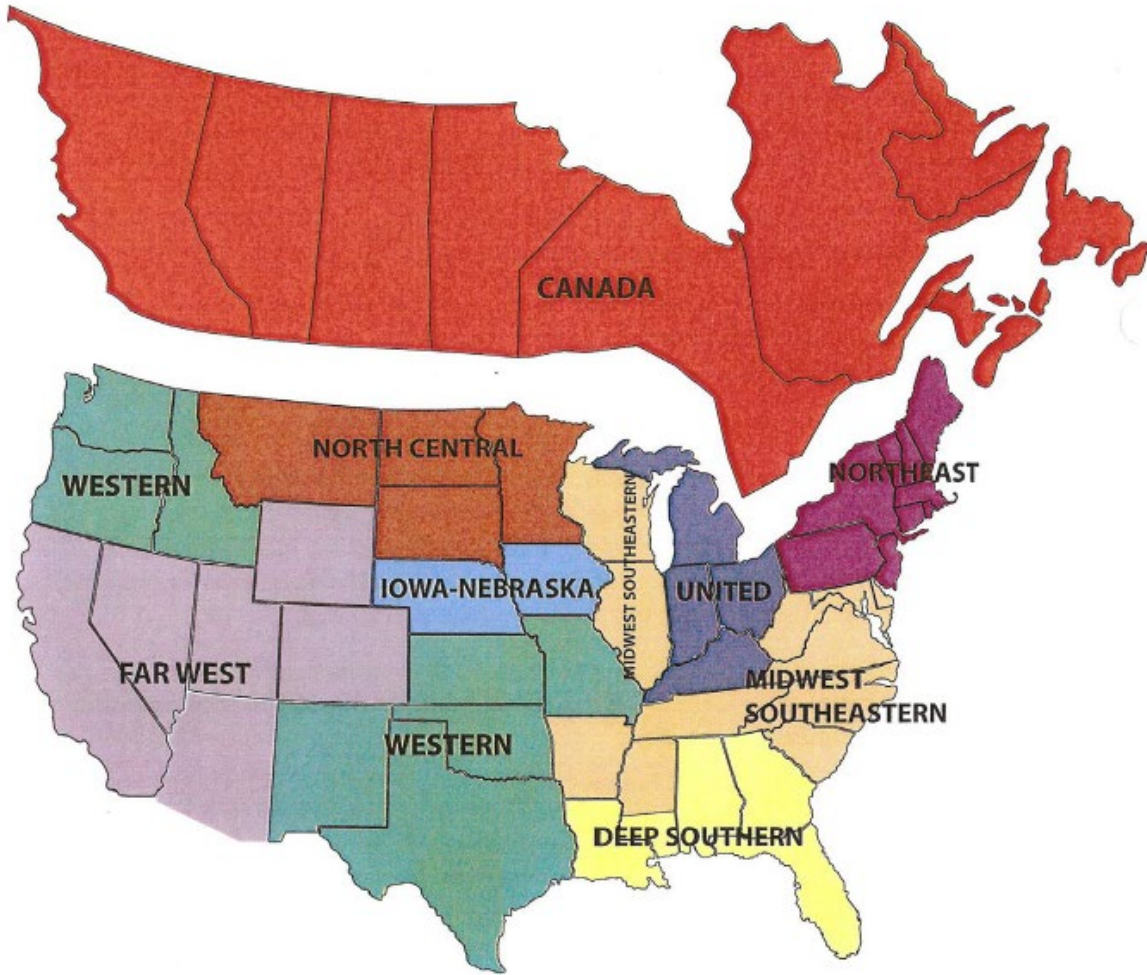 CANADA
NORTH CENTRAL
NORTHEAST
WESTERN
MIDWEST SOUTHEASTERN
IOWA-NEBRASKA
UNITED
FAR WEST
MIDWEST
SOUTHEASTERN
WESTERN
DEEP SOUTHERN